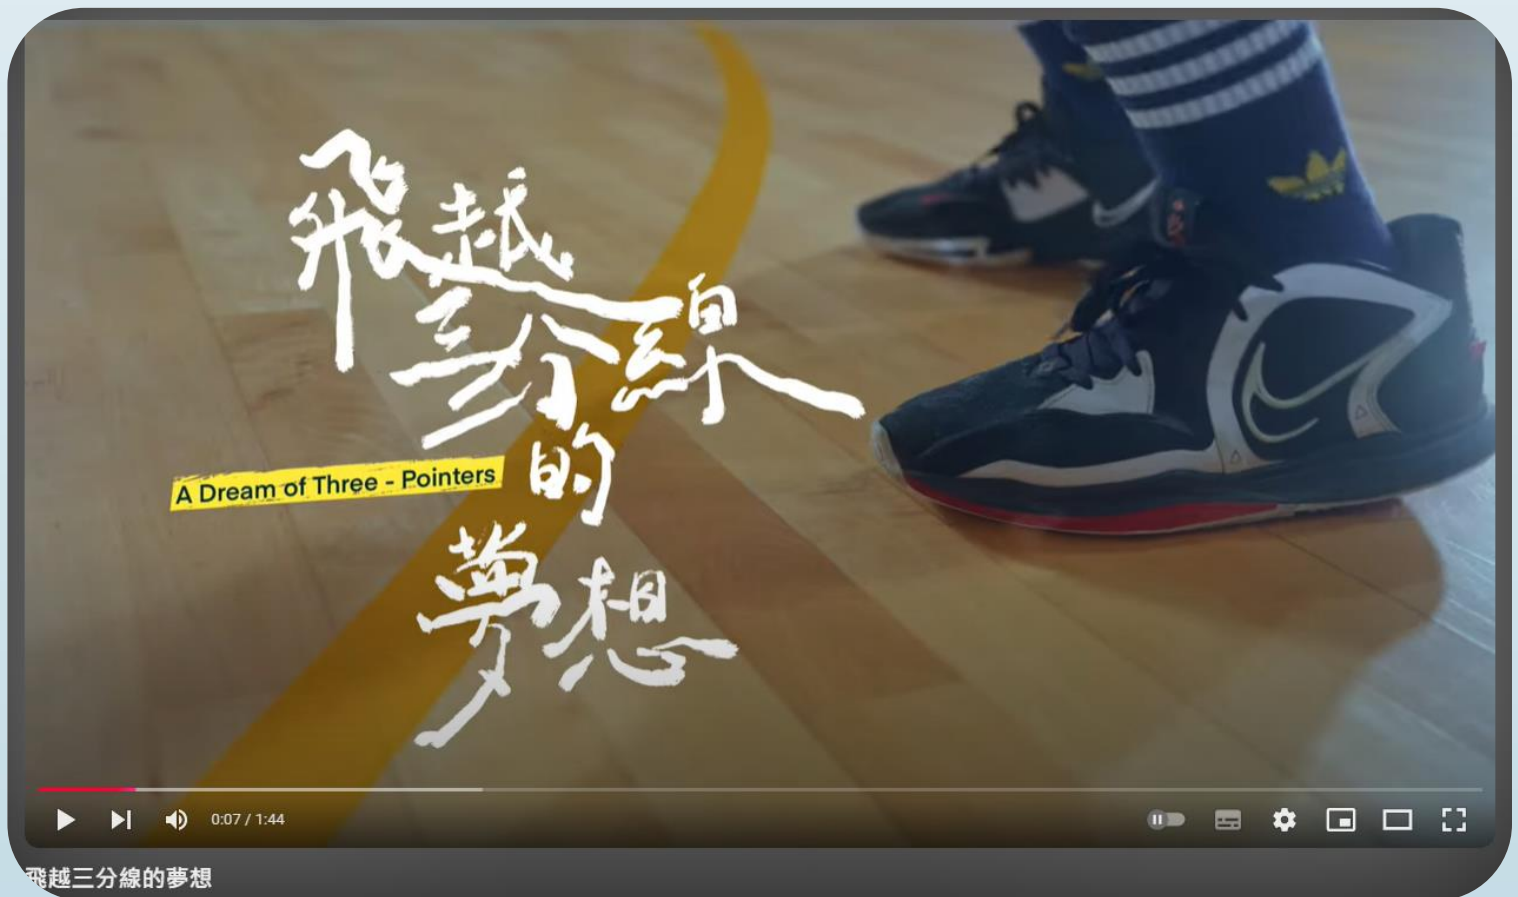 飛越
三分線
的
A Dream of Three - Pointers
夢想
0:07 / 1:44
飛越三分線的夢想